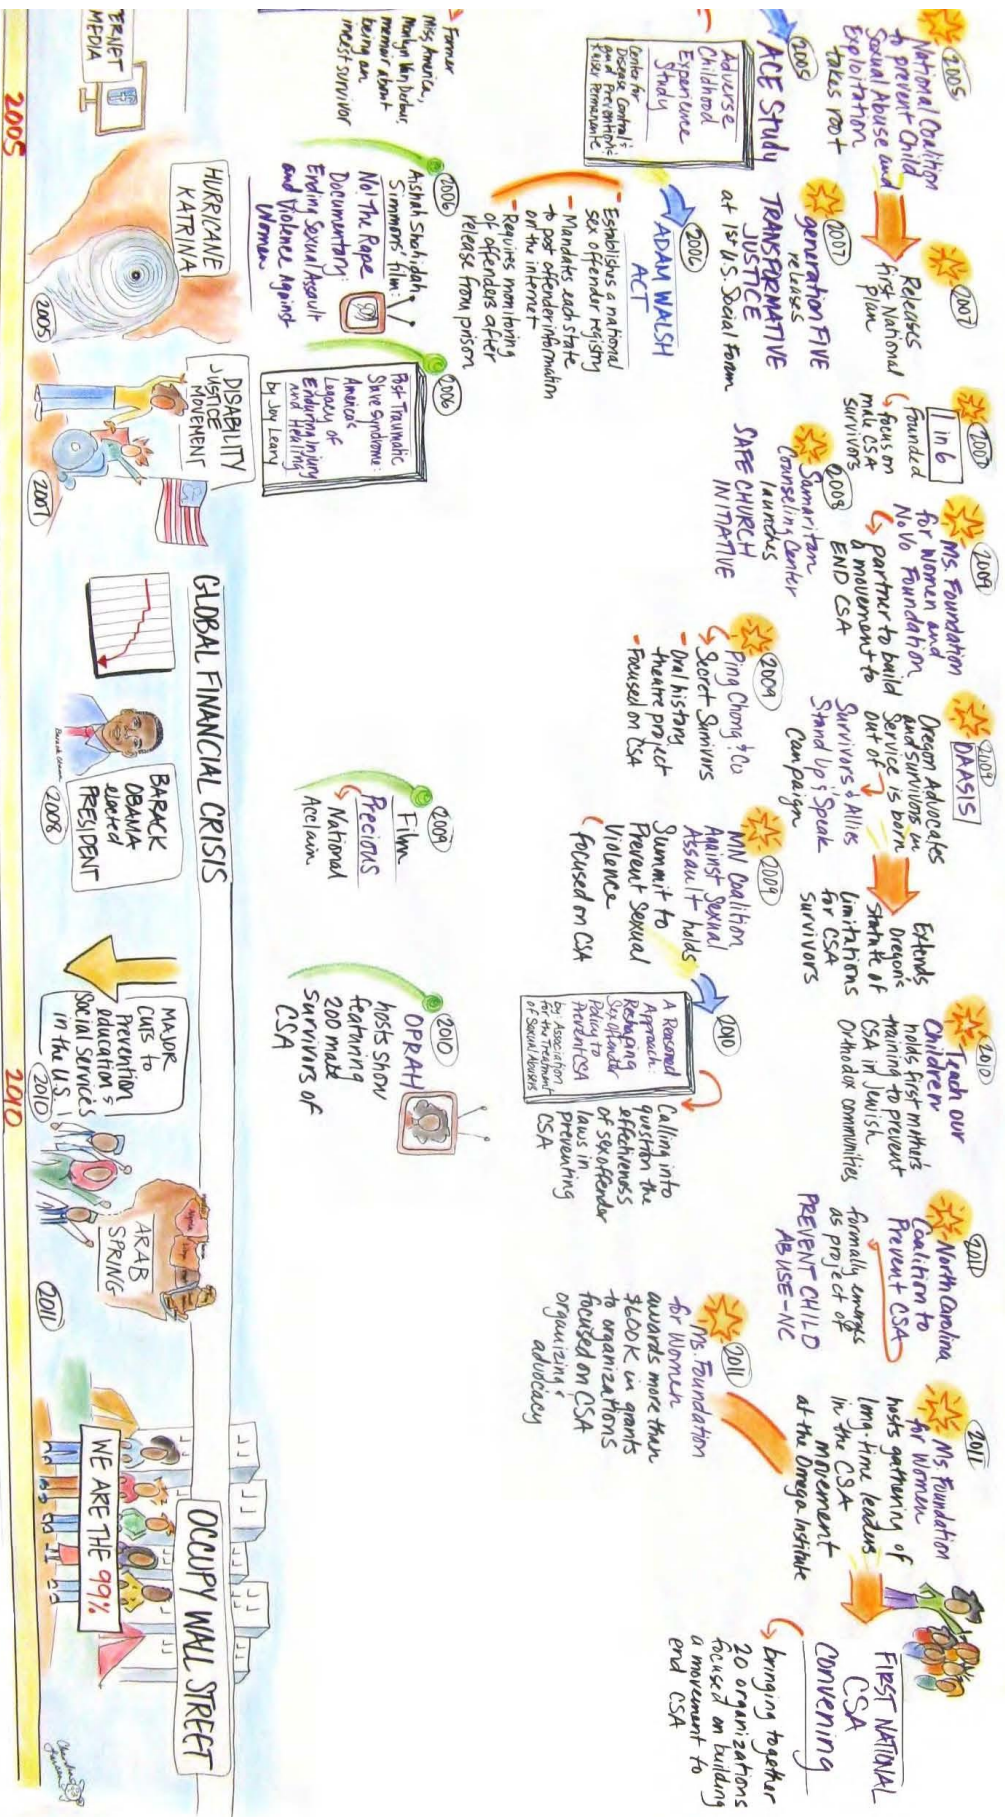 2005
National Coalition
to prevent Child
Sexual Abuse and
Exploitation
takes root
2007
Releases
first National
Plan
2007
1 in 6
Founded
focus on
male CSA
survivors
2009
Ms. Foundation
for Women and
NoVo Foundation
partner to build
a movement to
END CSA
2009
OAASIS
Oregon Advocates
and Survivors in
Service is born
out of
Survivors & Allies
Stand Up & Speak
Campaign
Extends
Oregon's
statute of
limitations
for CSA
survivors
2010
Teach our
Children
holds first mother's
training to prevent
CSA in Jewish
Orthodox communities
2011
North Carolina
Coalition to
Prevent CSA
formally emerges
as project of
PREVENT CHILD
ABUSE-NC
2011
Ms Foundation
for Women
hosts gathering of
long-time leaders
in the CSA
movement
at the Omega Institute
FIRST NATIONAL
CSA
Convening
bringing together
20 organizations
focused on building
a movement to
end CSA
2005
ACE Study
Adverse
Childhood
Experience
Study
Center for
Disease Control &
and Prevention &
Kaiser Permanente
2007
generation FIVE
releases
TRANSFORMATIVE
JUSTICE
at 1st U.S. Social Forum
2008
Samaritan
Counseling Center
launches
SAFE CHURCH
INITIATIVE
2009
Ping Chong & Co
Secret Survivors
- Oral history
theatre project
- Focused on CSA
2009
MN Coalition
Against Sexual
Assault holds
Summit to
Prevent Sexual
Violence
Focused on CSA
2010
A Reasoned
Approach:
Reshaping
Sex Offender
Policy to
Prevent CSA
by Association
for the Treatment
of Sexual Abusers
Calling into
question the
effectiveness
of sex offender
laws in
preventing
CSA
2011
Ms. Foundation
for Women
awards more than
$600K in grants
to organizations
focused on CSA
organizing &
advocacy
2006
ADAM WALSH
ACT
- Establishes a national
sex offender registry
- Mandates each state
to post offender information
on the internet
- Requires monitoring
of offenders after
release from prison
Former
Miss America,
Marilyn Van Derbur,
memoir about
being an
incest survivor
2006
Aishah Shahidah
Simmons' film:
No! The Rape
Documentary:
Ending Sexual Assault
and Violence Against
Women
2006
Post Traumatic
Slave Syndrome:
America's
Legacy of
Enduring Injury
and Healing
by Joy Leary
2009
Film
Precious
National
Acclaim
2010
OPRAH
hosts show
featuring
200 male
survivors of
CSA
ERNET
MEDIA
HURRICANE
KATRINA
2005
DISABILITY
JUSTICE
MOVEMENT
2007
GLOBAL FINANCIAL CRISIS
BARACK
OBAMA
elected
PRESIDENT
Barack Obama
2008
MAJOR
CUTS to
Prevention
education &
Social Services
in the U.S.!
2010
ARAB
SPRING
2011
OCCUPY WALL STREET
WE ARE THE 99%
2005
2010